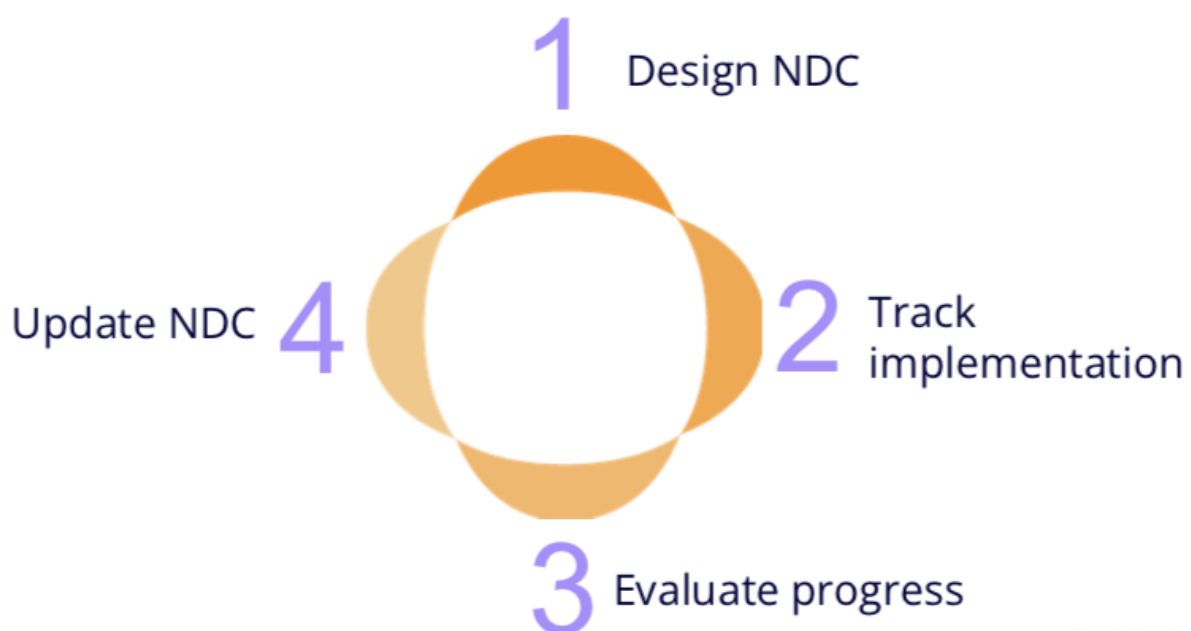 1 Design NDC
2 Track
implementation
3 Evaluate progress
4 Update NDC